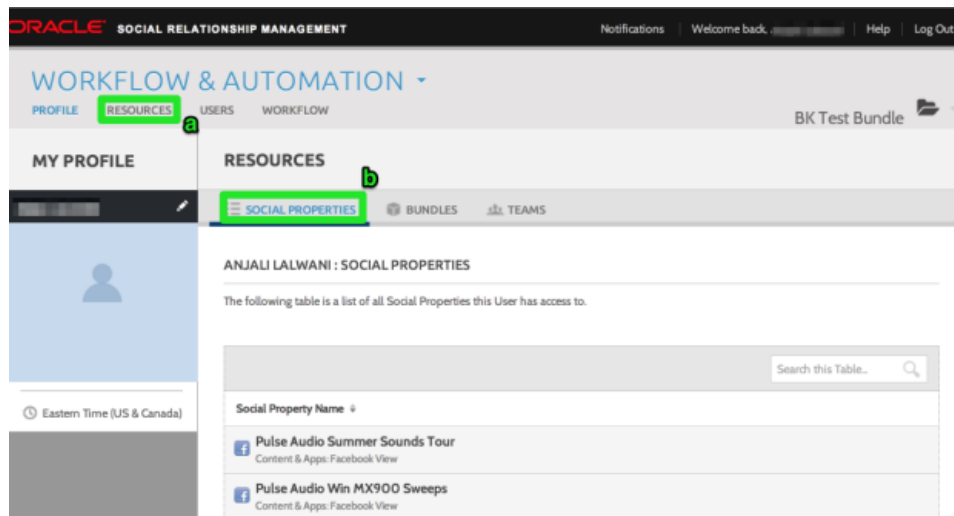 ORACLE SOCIAL RELATIONSHIP MANAGEMENT Notifications Welcome back, Help Log Out
WORKFLOW & AUTOMATION
PROFILE RESOURCES USERS WORKFLOW
a
BK Test Bundle
MY PROFILE RESOURCES
b
SOCIAL PROPERTIES BUNDLES TEAMS
ANJALI LALWANI : SOCIAL PROPERTIES
The following table is a list of all Social Properties this User has access to.
Search this Table..
Eastern Time (US & Canada) Social Property Name
Pulse Audio Summer Sounds Tour
Content & Apps: Facebook View
Pulse Audio Win MX900 Sweeps
Content & Apps: Facebook View